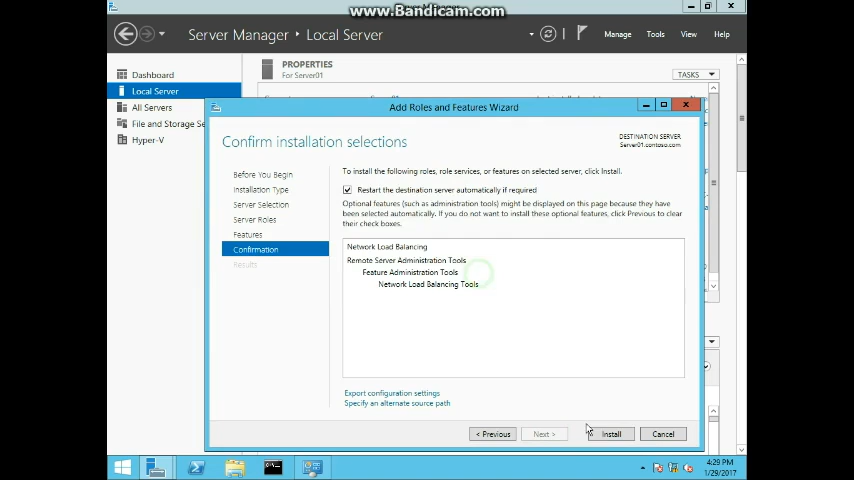 www.Bandicam.com
Server Manager ▸ Local Server
Manage Tools View Help
Dashboard
Local Server
All Servers
File and Storage Se
Hyper-V
PROPERTIES
For Server01
TASKS
Add Roles and Features Wizard
Confirm installation selections
DESTINATION SERVER
Server01.contoso.com
Before You Begin
Installation Type
Server Selection
Server Roles
Features
Confirmation
Results
To install the following roles, role services, or features on selected server, click Install.
Restart the destination server automatically if required
Optional features (such as administration tools) might be displayed on this page because they have
been selected automatically. If you do not want to install these optional features, click Previous to clear
their check boxes.
Network Load Balancing
Remote Server Administration Tools
Feature Administration Tools
Network Load Balancing Tools
Export configuration settings
Specify an alternate source path
< Previous
Next >
Install
Cancel
4:29 PM
1/29/2017